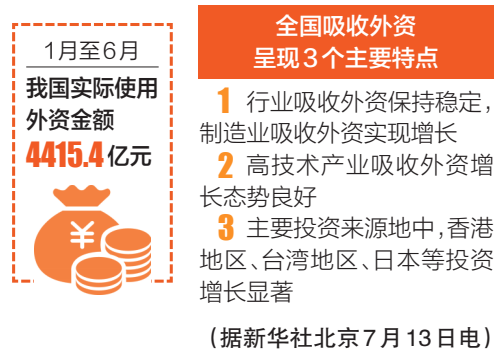 1月至6月
我国实际使用
外资金额
4415.4亿元
¥
全国吸收外资
呈现3个主要特点
1 行业吸收外资保持稳定，
制造业吸收外资实现增长
2 高技术产业吸收外资增
长态势良好
3 主要投资来源地中，香港
地区、台湾地区、日本等投资
增长显著
（据新华社北京7月13日电）